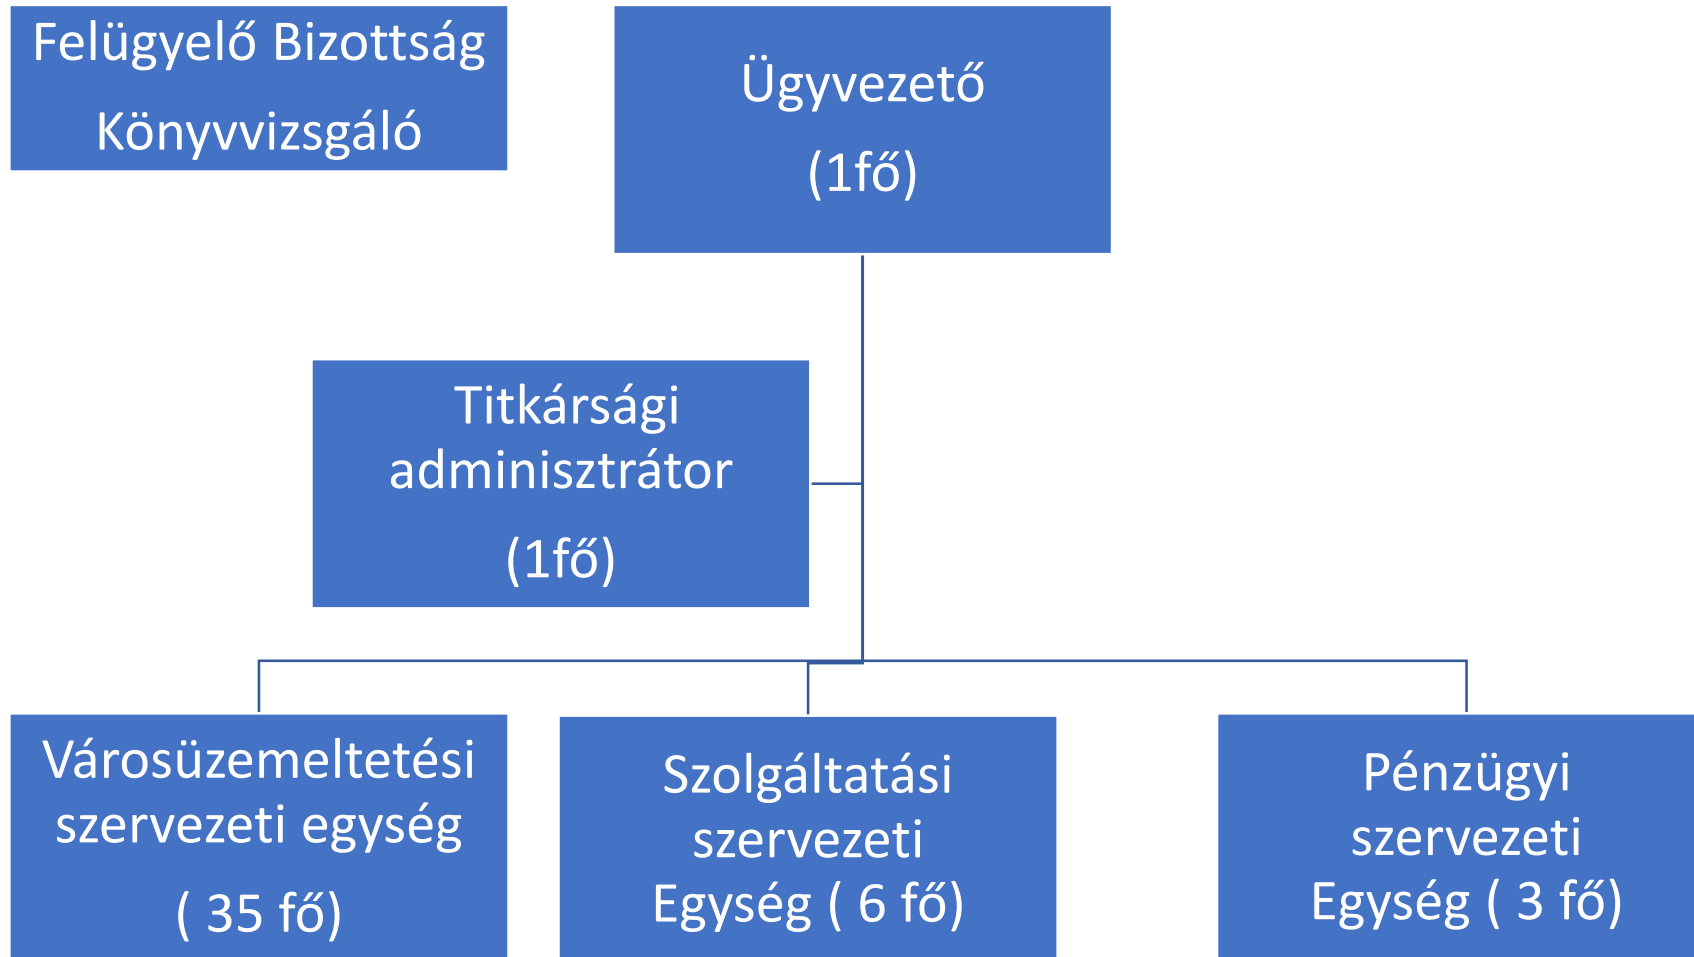 Felügyelő Bizottság
Könyvvizsgáló
Ügyvezető
(1fő)
Titkársági
adminisztrátor
(1fő)
Városüzemeltetési
szervezeti egység
( 35 fő)
Szolgáltatási
szervezeti
Egység ( 6 fő)
Pénzügyi
szervezeti
Egység ( 3 fő)